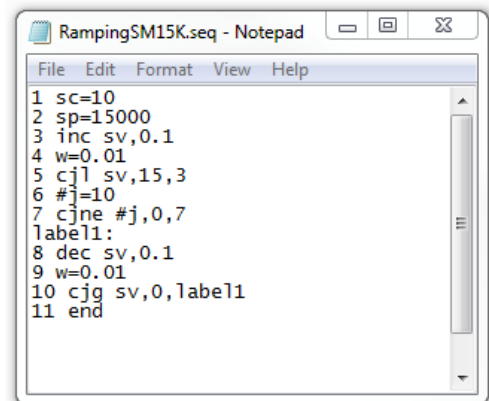 RampingSM15K.seq - Notepad
File Edit Format View Help
1 sc=10
2 sp=15000
3 inc sv,0.1
4 w=0.01
5 cjl sv,15,3
6 #j=10
7 cjne #j,0,7
label1:
8 dec sv,0.1
9 w=0.01
10 cjg sv,0,label1
11 end